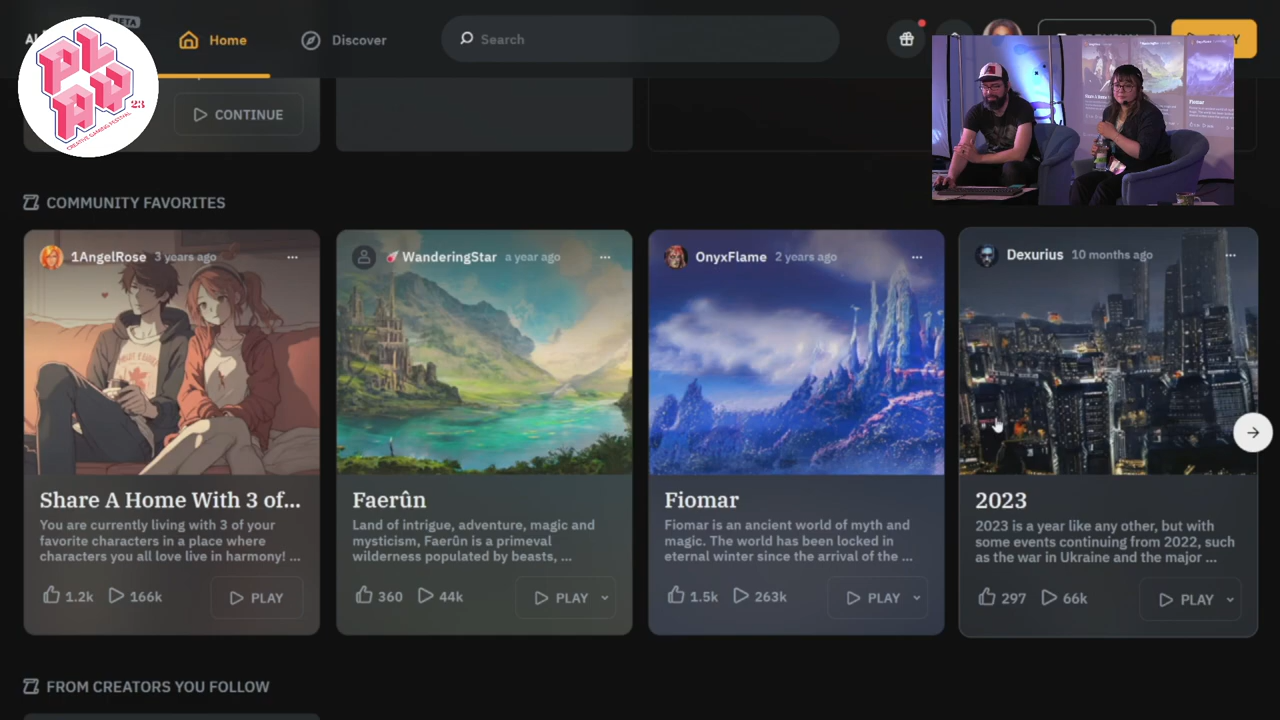 BETA
Home
Discover
Search
PLAY
23
CREATIVE GAMING FESTIVAL
CONTINUE
COMMUNITY FAVORITES
1AngelRose 3 years ago
WanderingStar a year ago
OnyxFlame 2 years ago
Dexurius 10 months ago
Share A Home With 3 of...
You are currently living with 3 of your
favorite characters in a place where
characters you all love live in harmony! ...
1.2k 166k PLAY
Faerûn
Land of intrigue, adventure, magic and
mysticism, Faerûn is a primeval
wilderness populated by beasts, ...
360 44k PLAY
Fiomar
Fiomar is an ancient world of myth and
magic. The world has been locked in
eternal winter since the arrival of the ...
1.5k 263k PLAY
2023
2023 is a year like any other, but with
some events continuing from 2022, such
as the war in Ukraine and the major ...
297 66k PLAY
FROM CREATORS YOU FOLLOW